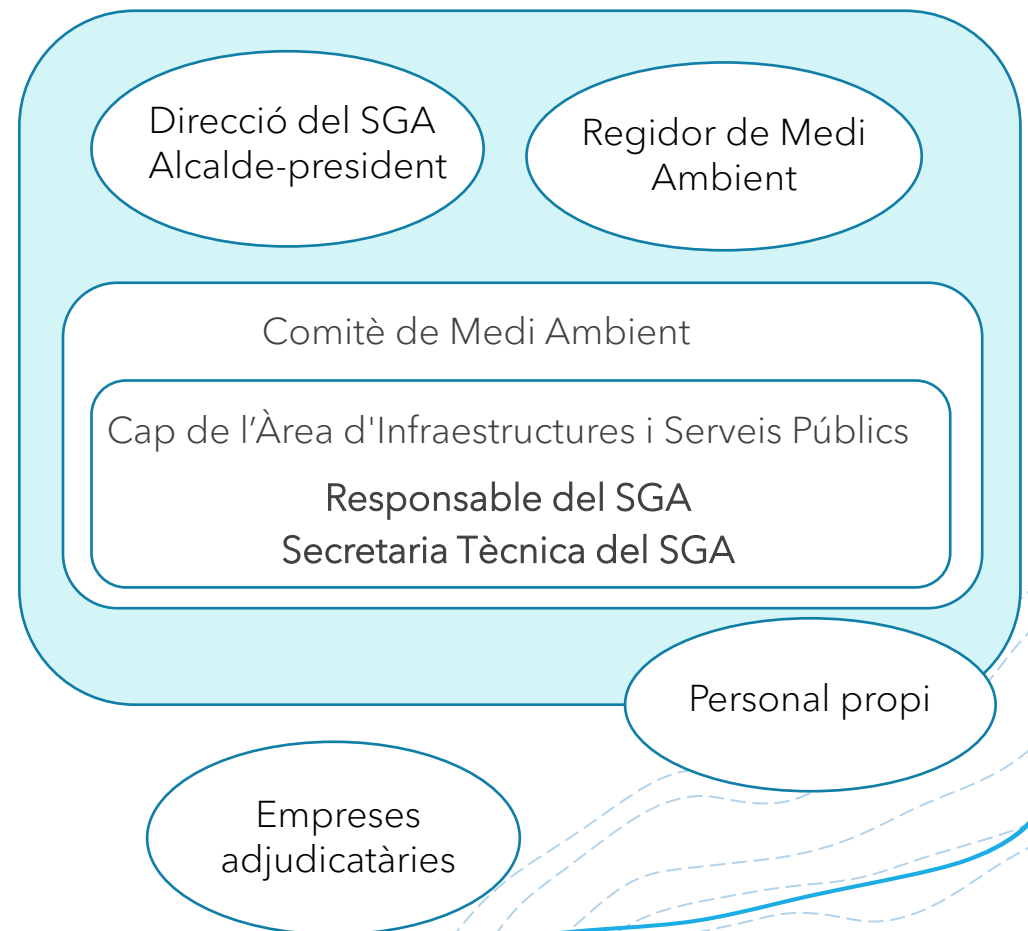 Direcció del SGA
Alcalde-president
Regidor de Medi
Ambient
Comitè de Medi Ambient
Cap de l’Àrea d'Infraestructures i Serveis Públics
Responsable del SGA
Secretaria Tècnica del SGA
Personal propi
Empreses
adjudicatàries